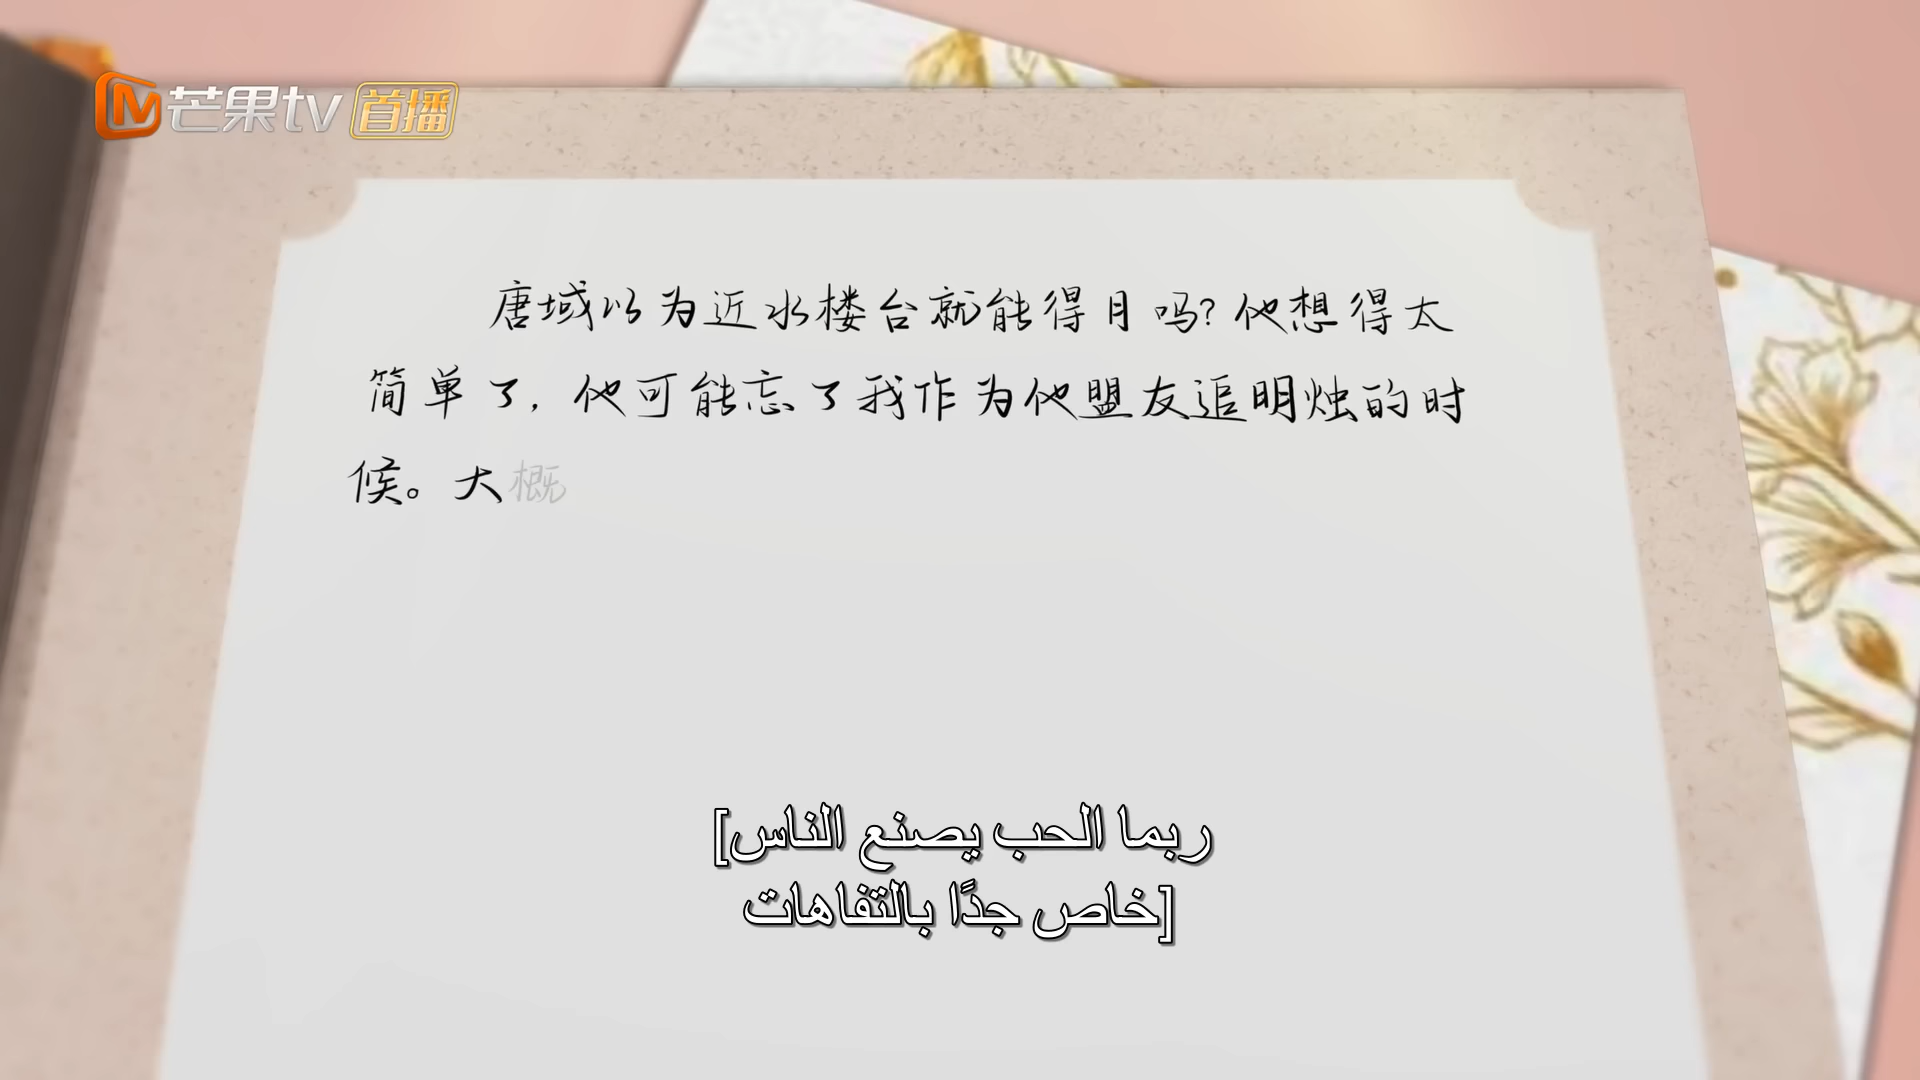 芒果tv 首播
唐域以为近水楼台就能得月吗?他想得太
简单了,他可能忘了我作为他盟友追明烛的时
候。大概
[ربما الحب يصنع الناس
خاص جدًا بالتفاهات]